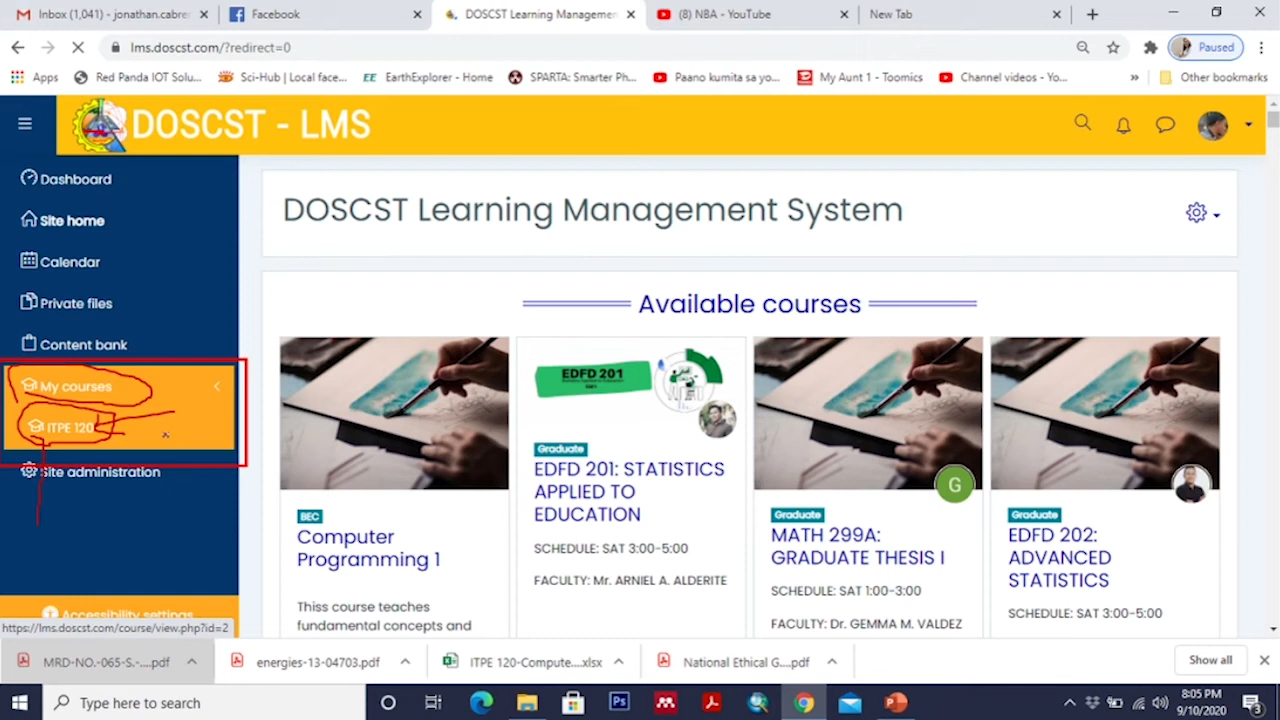 Inbox (1,041) - jonathan.cabrer
Facebook
DOSCST Learning Managemen
(8) NBA - YouTube
New Tab
lms.doscst.com/?redirect=0
Paused
Apps
Red Panda IOT Solu...
Sci-Hub | Local face...
EE EarthExplorer - Home
SPARTA: Smarter Ph...
Paano kumita sa yo...
My Aunt 1 - Toomics
Channel videos - Yo...
Other bookmarks
DOSCST - LMS
Dashboard
Site home
Calendar
Private files
Content bank
My courses
ITPE 120
Site administration
Accessibility settings
https://lms.doscst.com/course/view.php?id=2
DOSCST Learning Management System
Available courses
BEC
Computer
Programming 1
Thiss course teaches
fundamental concepts and
EDFD 201
Graduate
EDFD 201: STATISTICS
APPLIED TO
EDUCATION
SCHEDULE: SAT 3:00-5:00
FACULTY: Mr. ARNIEL A. ALDERITE
G
Graduate
MATH 299A:
GRADUATE THESIS I
SCHEDULE: SAT 1:00-3:00
FACULTY: Dr. GEMMA M. VALDEZ
Graduate
EDFD 202:
ADVANCED
STATISTICS
SCHEDULE: SAT 3:00-5:00
MRD-NO.-065-S.-....pdf
energies-13-04703.pdf
ITPE 120-Compute....xlsx
National Ethical G....pdf
Show all
Type here to search
Ps
8:05 PM
9/10/2020
3